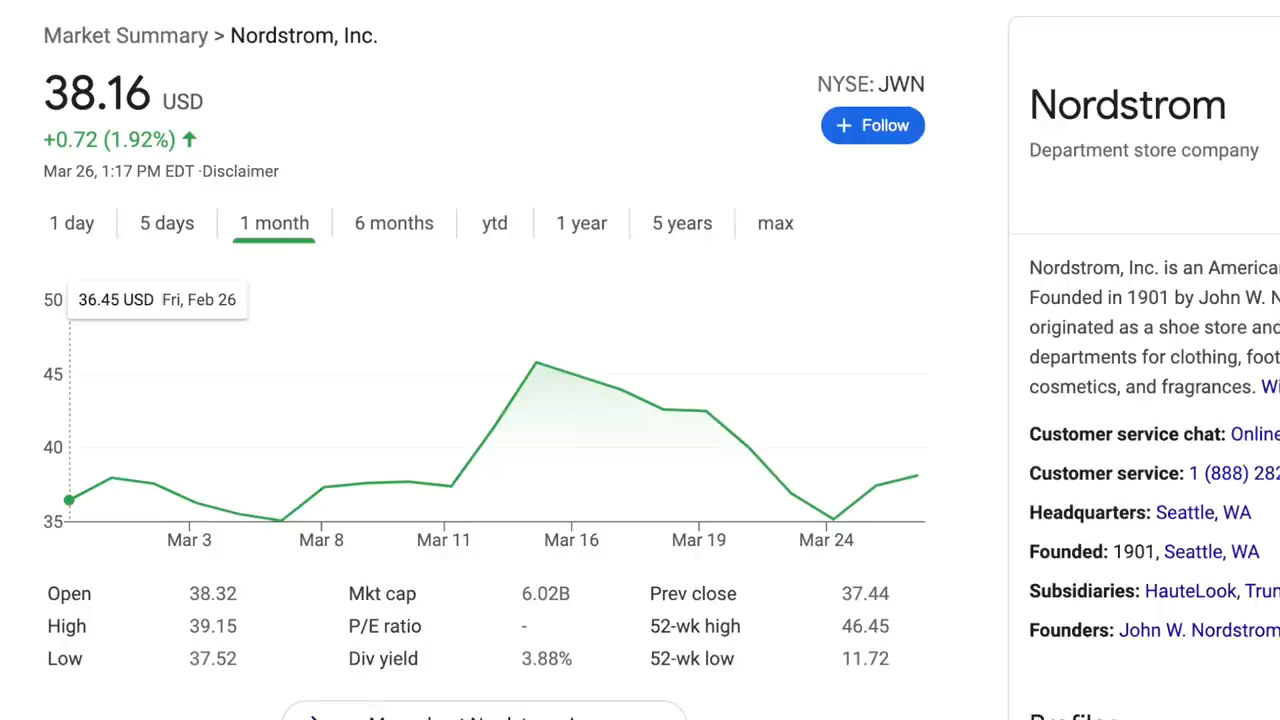 Market Summary > Nordstrom, Inc.
38.16 USD
+0.72 (1.92%)
Mar 26, 1:17 PM EDT ·Disclaimer
NYSE: JWN
+ Follow
1 day 5 days 1 month 6 months ytd 1 year 5 years max
50
36.45 USD Fri, Feb 26
45
40
35
Mar 3 Mar 8 Mar 11 Mar 16 Mar 19 Mar 24
Open 38.32 Mkt cap 6.02B Prev close 37.44
High 39.15 P/E ratio - 52-wk high 46.45
Low 37.52 Div yield 3.88% 52-wk low 11.72
Nordstrom
Department store company
Nordstrom, Inc. is an
Founded in 1901 by John W.
originated as a shoe store and
departments for clothing,
cosmetics, and fragrances.
Customer service chat: Online
Customer service: 1 (888)
Headquarters: Seattle, WA
Founded: 1901, Seattle, WA
Subsidiaries: HauteLook,
Founders: John W. Nordstrom